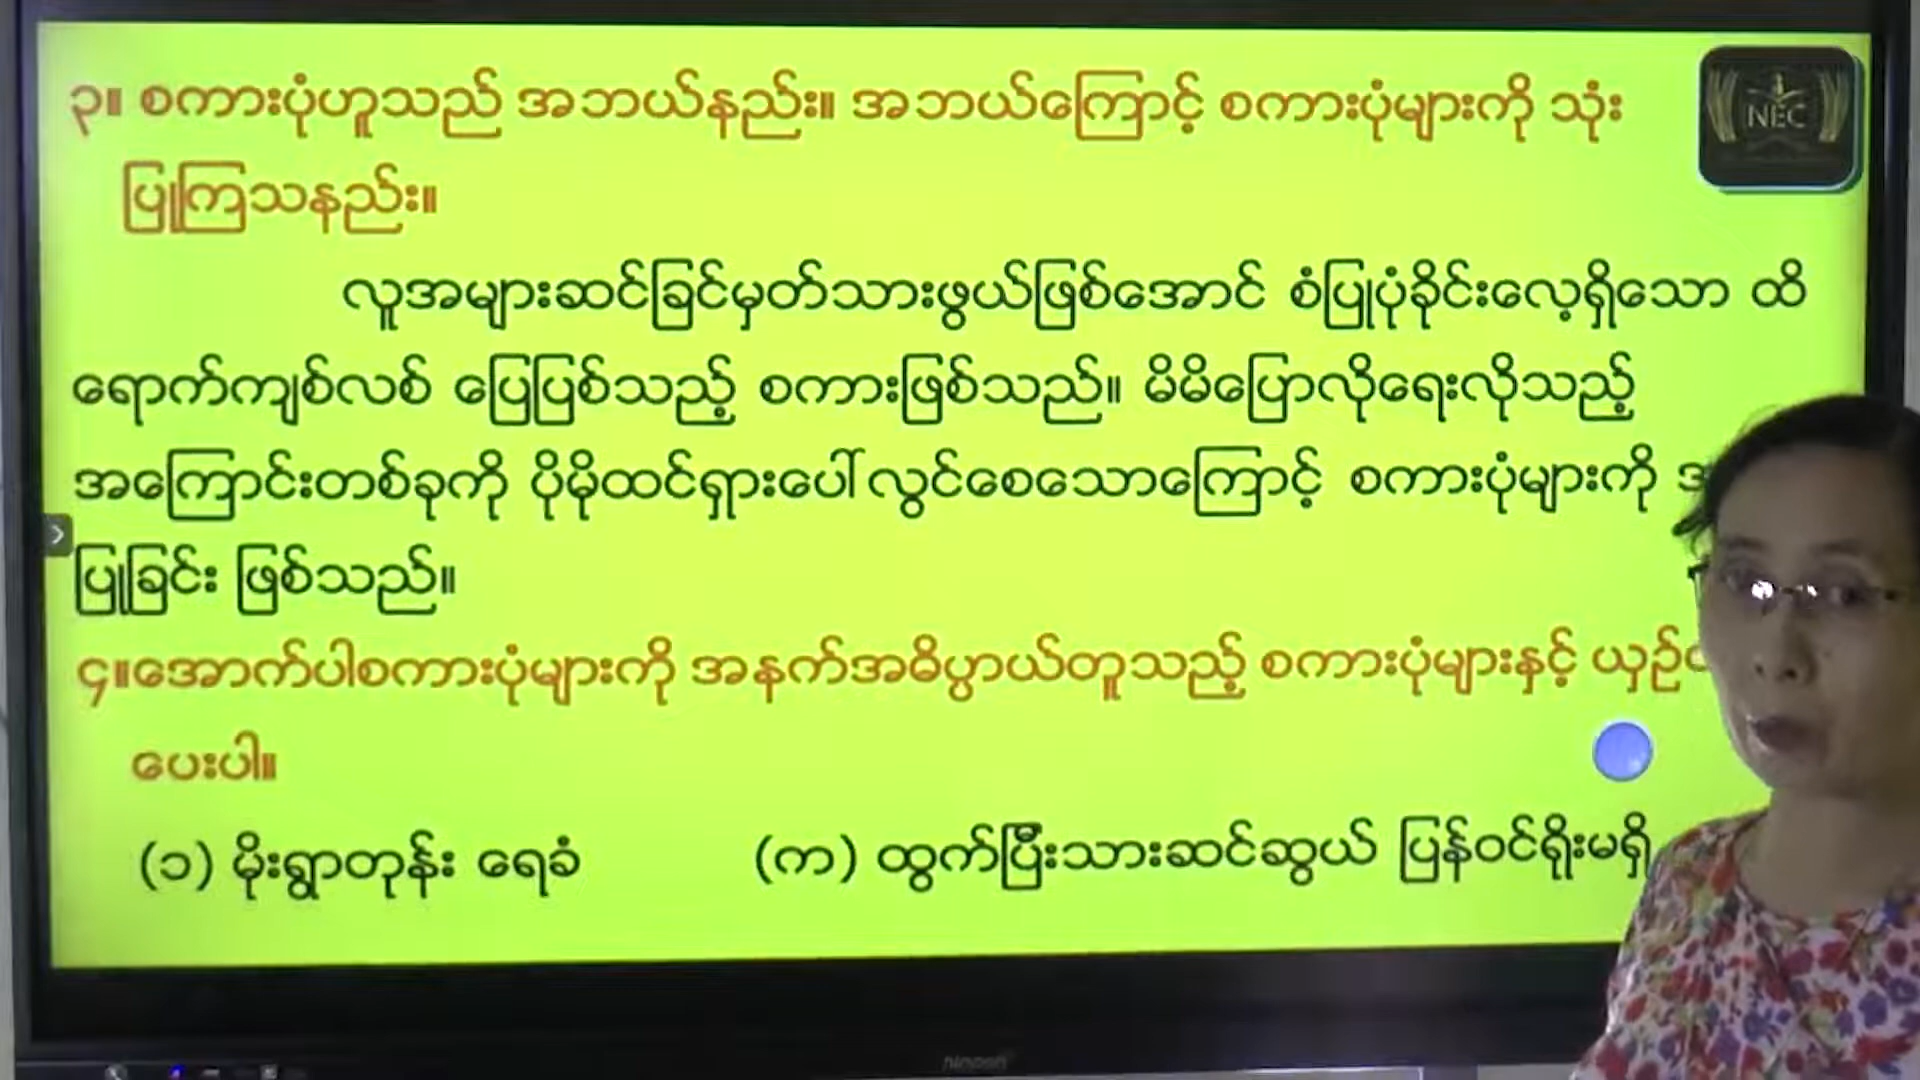 ၃။ စကားပုံဟူသည် အဘယ်နည်း။ အဘယ်ကြောင့် စကားပုံများကို သုံး
ပြုကြသနည်း။
NEC
လူအများဆင်ခြင်မှတ်သားဖွယ်ဖြစ်အောင် စံပြုပုံခိုင်းလေ့ရှိသော ထိ
ရောက်ကျစ်လစ် ပြေပြစ်သည့် စကားဖြစ်သည်။ မိမိပြောလိုရေးလိုသည့်
အကြောင်းတစ်ခုကို ပိုမိုထင်ရှားပေါ်လွင်စေသောကြောင့် စကားပုံများကို
ပြုခြင်း ဖြစ်သည်။
၄။အောက်ပါစကားပုံများကို အနက်အဓိပ္ပာယ်တူသည့် စကားပုံများနှင့်
ပေးပါ။
(၁) မိုးရွာတုန်း ရေခံ (က) ထွက်ပြီးသားဆင်ဆွယ် ပြန်ဝင်ရိုးမရှိ